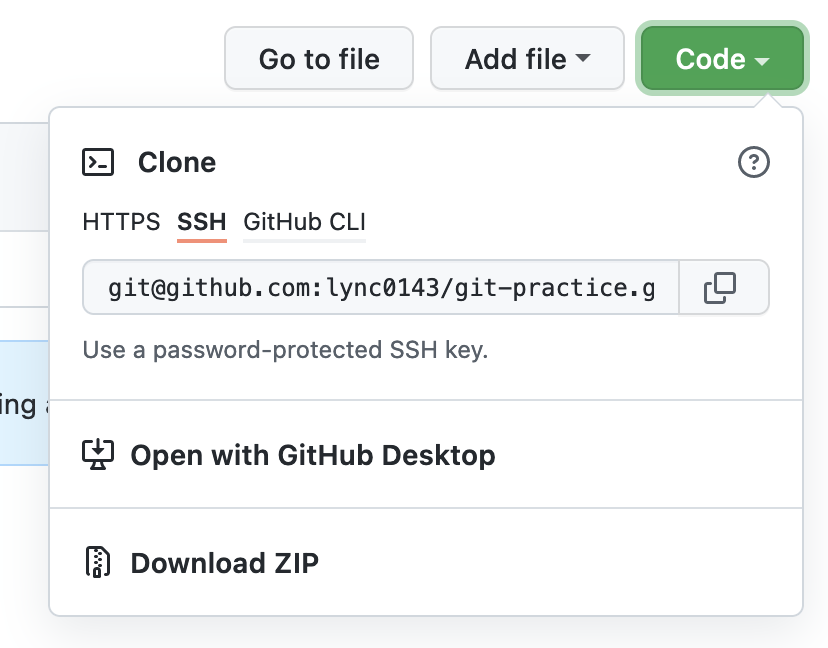 Go to file Add file Code
Clone
HTTPS SSH GitHub CLI
git@github.com:lync0143/git-practice.g
Use a password-protected SSH key.
ing
Open with GitHub Desktop
Download ZIP